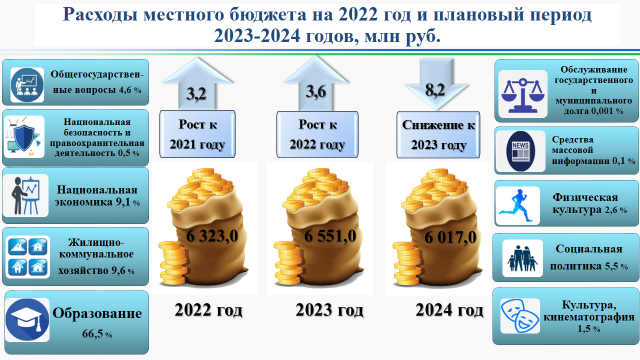 Расходы местного бюджета на 2022 год и плановый период
2023-2024 годов, млн руб.
Общегосударствен-
ные вопросы 4,6 %
Национальная
безопасность и
правоохранительная
деятельность 0,5 %
Национальная
экономика 9,1 %
Жилищно-
коммунальное
хозяйство 9,6 %
Образование
66,5 %
3,2
Рост к
2021 году
6 323,0
2022 год
3,6
Рост к
2022 году
6 551,0
2023 год
8,2
Снижение к
2023 году
6 017,0
2024 год
Обслуживание
государственного
и
муниципального
долга 0,001 %
NEWS
Средства
массовой
информации 0,1 %
Физическая
культура 2,6 %
Социальная
политика 5,5 %
Культура,
кинематография
1,5 %